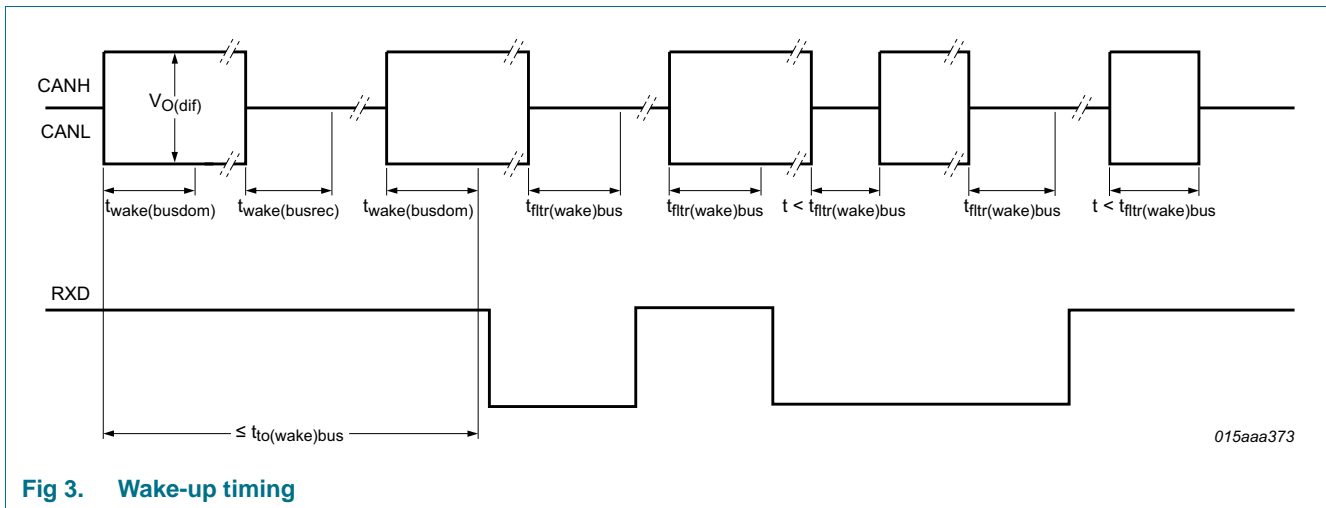 CANH
V_O(dif)
CANL
t_wake(busdom)
t_wake(busrec)
t_wake(busdom)
t_fltr(wake)bus
t_fltr(wake)bus
t < t_fltr(wake)bus
t_fltr(wake)bus
t < t_fltr(wake)bus
RXD
≤ t_to(wake)bus
015aaa373
Fig 3. Wake-up timing